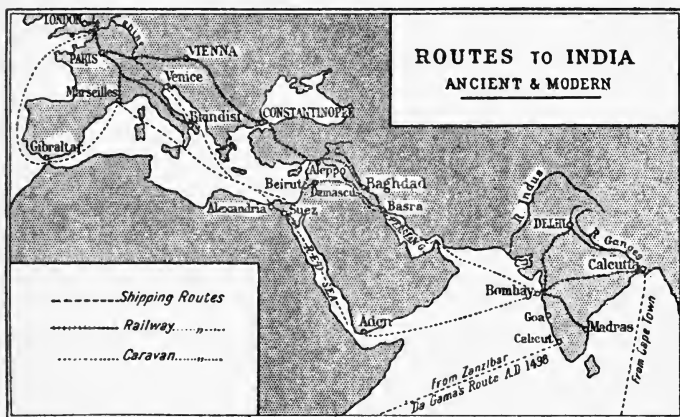 ROUTES TO INDIA
ANCIENT & MODERN
LONDON
Rhine
PARIS
VIENNA
Venice
Marseilles
Brindisi
CONSTANTINOPLE
Gibraltar
Aleppo
Beirut
Damascus
Baghdad
Basra
Alexandria
Suez
RED SEA
Aden
R. Indus
DELHI
R. Ganges
Calcutta
Bombay
Goa
Madras
Calicut
From Zanzibar
Da Gama's Route A.D 1498
From Cape Town
Shipping Routes
Railway „
Caravan „